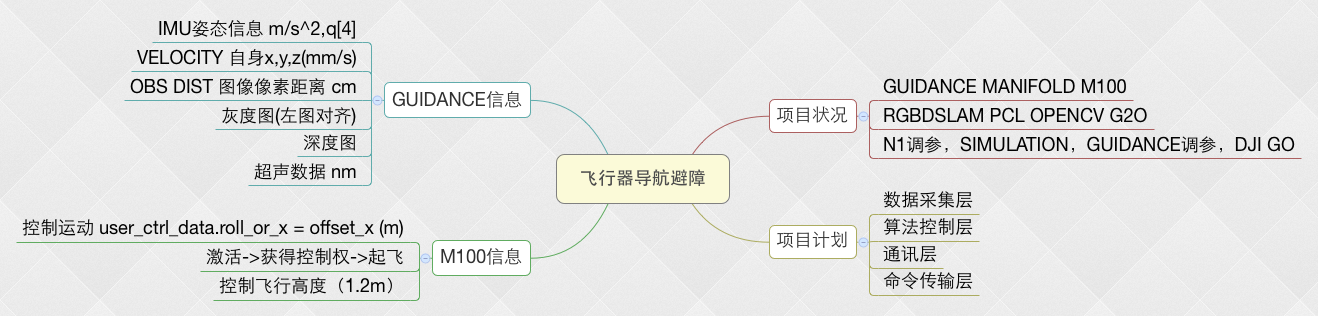 飞行器导航避障
GUIDANCE信息
IMU姿态信息 m/s^2,q[4]
VELOCITY 自身x,y,z(mm/s)
OBS DIST 图像像素距离 cm
灰度图(左图对齐)
深度图
超声数据 nm
M100信息
控制运动 user_ctrl_data.roll_or_x = offset_x (m)
激活->获得控制权->起飞
控制飞行高度（1.2m）
项目状况
GUIDANCE MANIFOLD M100
RGBDSLAM PCL OPENCV G2O
N1调参，SIMULATION，GUIDANCE调参，DJI GO
项目计划
数据采集层
算法控制层
通讯层
命令传输层